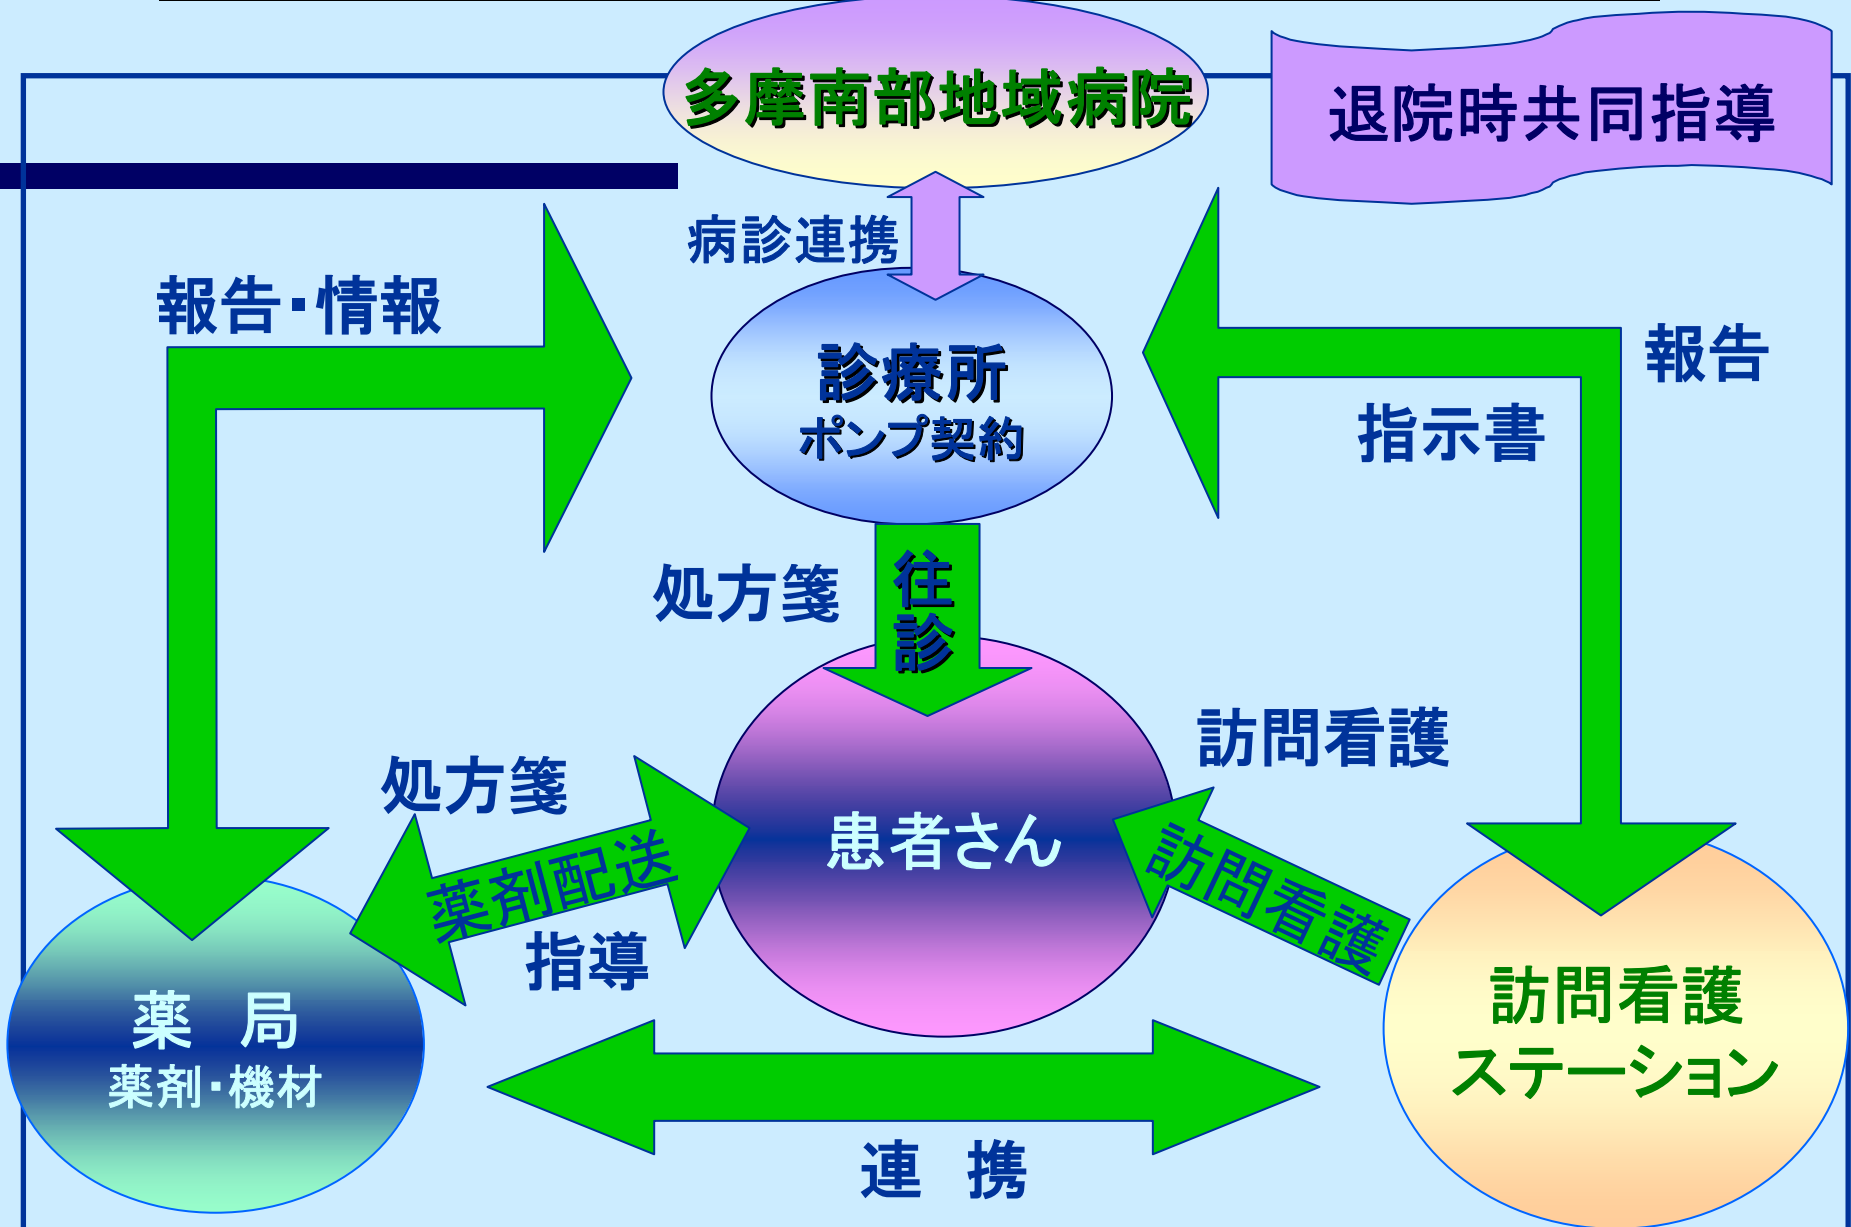 多摩南部地域病院
退院時共同指導
病診連携
報告・情報
報告
診療所
ポンプ契約
指示書
処方箋
往診
訪問看護
処方箋
患者さん
薬剤配送
訪問看護
指導
薬　局
薬剤・機材
訪問看護
ステーション
連　携